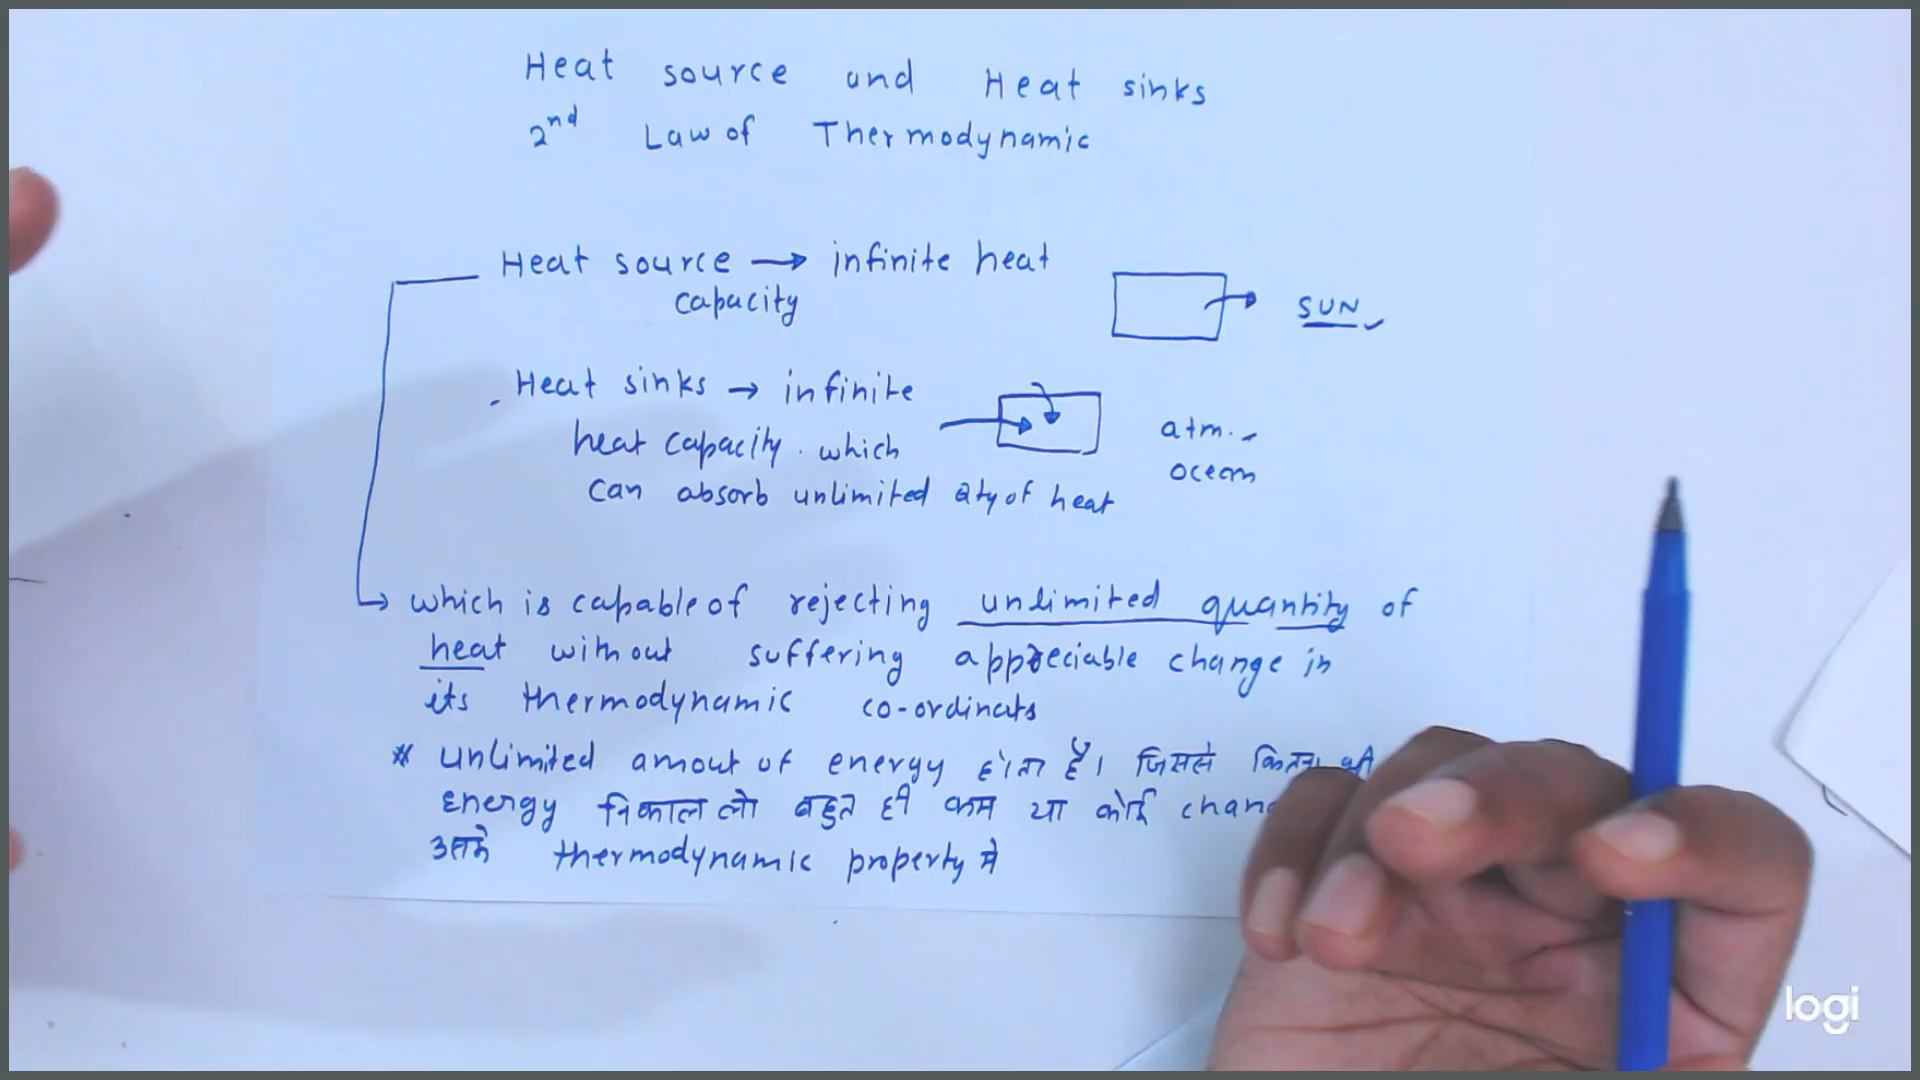 Heat source and Heat sinks
2nd Law of Thermodynamic
Heat source → infinite heat
capacity
SUN
Heat sinks → infinite
heat capacity . which
can absorb unlimited qty of heat
atm.
ocean
which is capable of rejecting unlimited quantity of
heat without suffering appreciable change in
its thermodynamic co-ordinats
* unlimited amout of energy होता है। जिससे कितना भी
energy निकाल लो बहुत ही कम या कोई chan
उसके thermodynamic property मे
logi